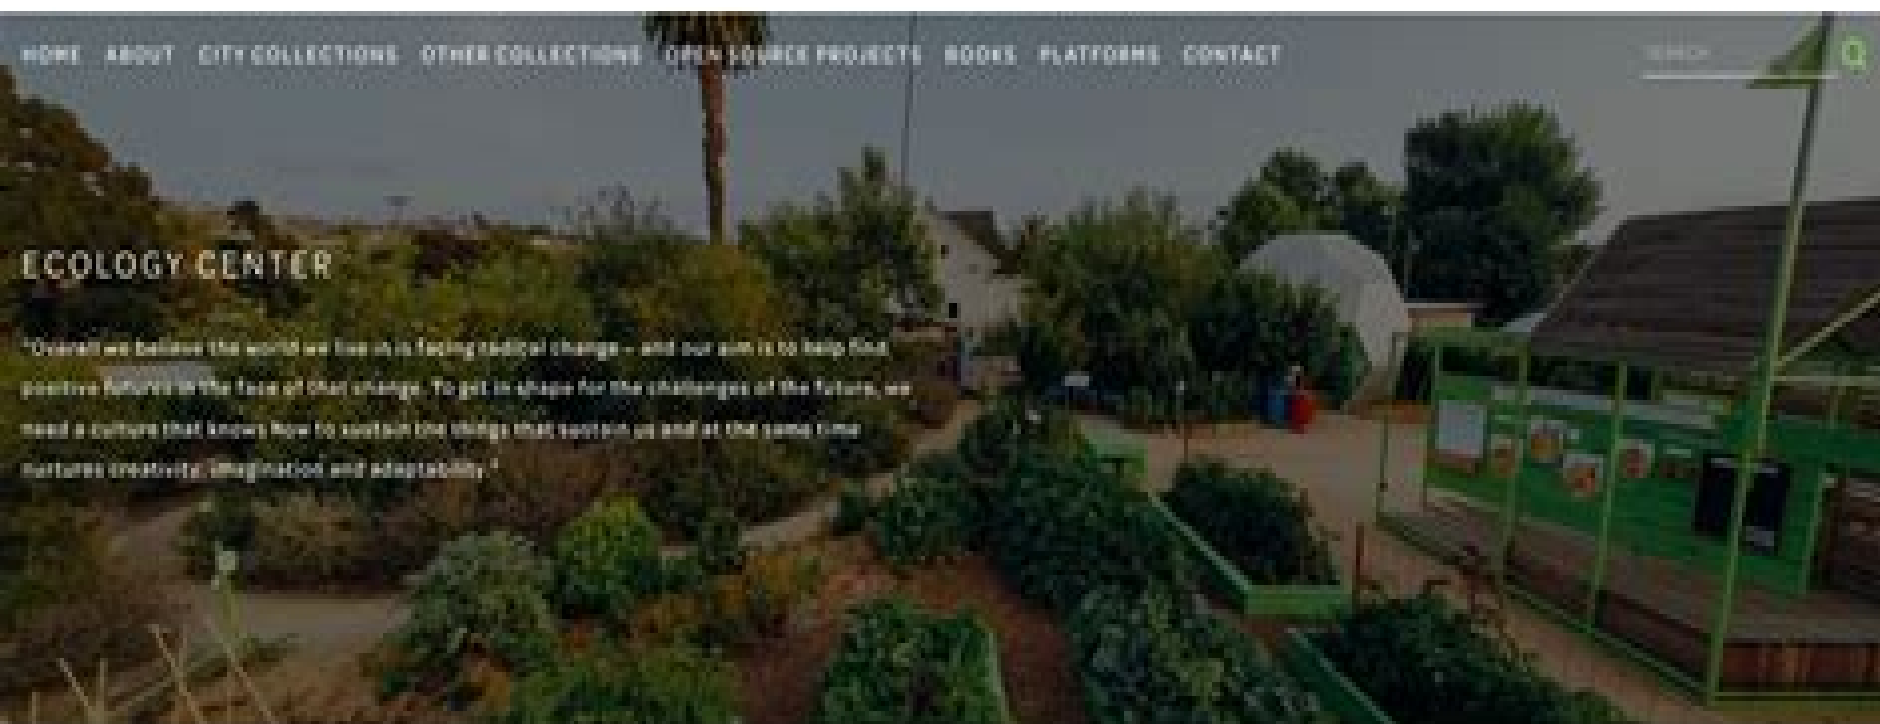 HOME ABOUT CITY COLLECTIONS OTHER COLLECTIONS OPEN SOURCE PROJECTS BOOKS PLATFORMS CONTACT SEARCH
ECOLOGY CENTER
"Overall we believe the world we live in is facing radical change – and our aim is to help find
positive futures in the face of that change. To get in shape for the challenges of the future, we
need a culture that knows how to sustain the things that sustain us and at the same time
nurtures creativity, imagination and adaptability."